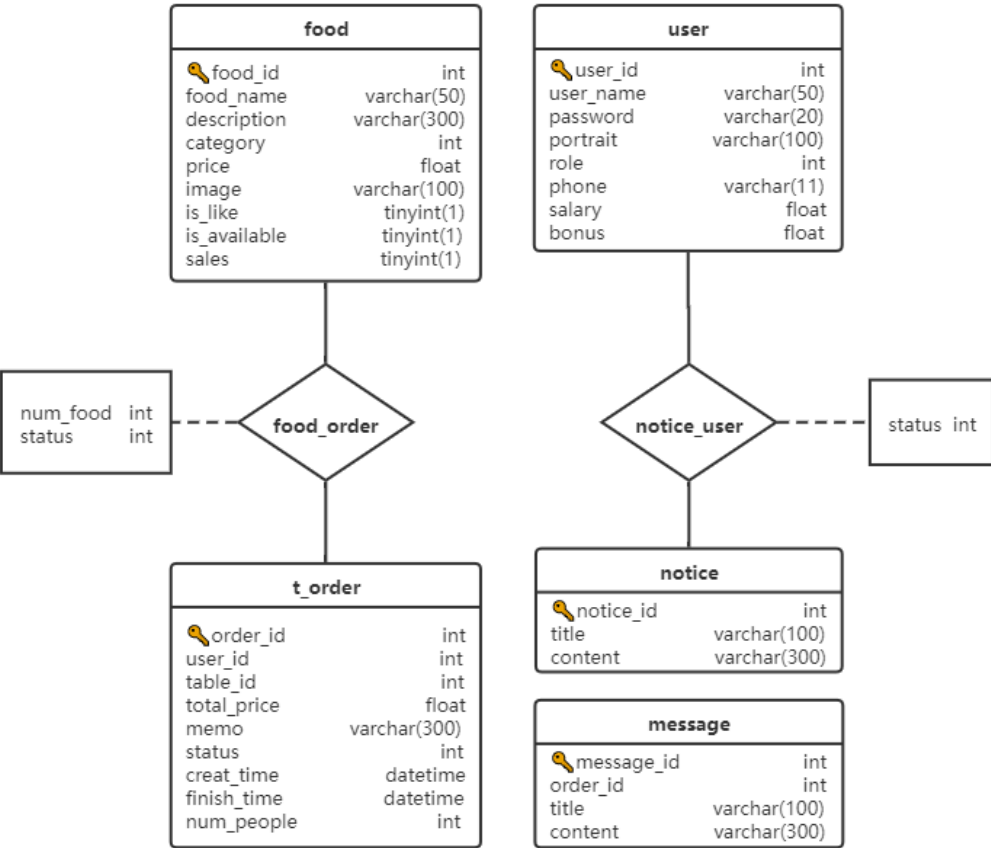 food
food_id int
food_name varchar(50)
description varchar(300)
category int
price float
image varchar(100)
is_like tinyint(1)
is_available tinyint(1)
sales tinyint(1)
user
user_id int
user_name varchar(50)
password varchar(20)
portrait varchar(100)
role int
phone varchar(11)
salary float
bonus float
num_food int
status int
food_order
notice_user
status int
t_order
order_id int
user_id int
table_id int
total_price float
memo varchar(300)
status int
creat_time datetime
finish_time datetime
num_people int
notice
notice_id int
title varchar(100)
content varchar(300)
message
message_id int
order_id int
title varchar(100)
content varchar(300)